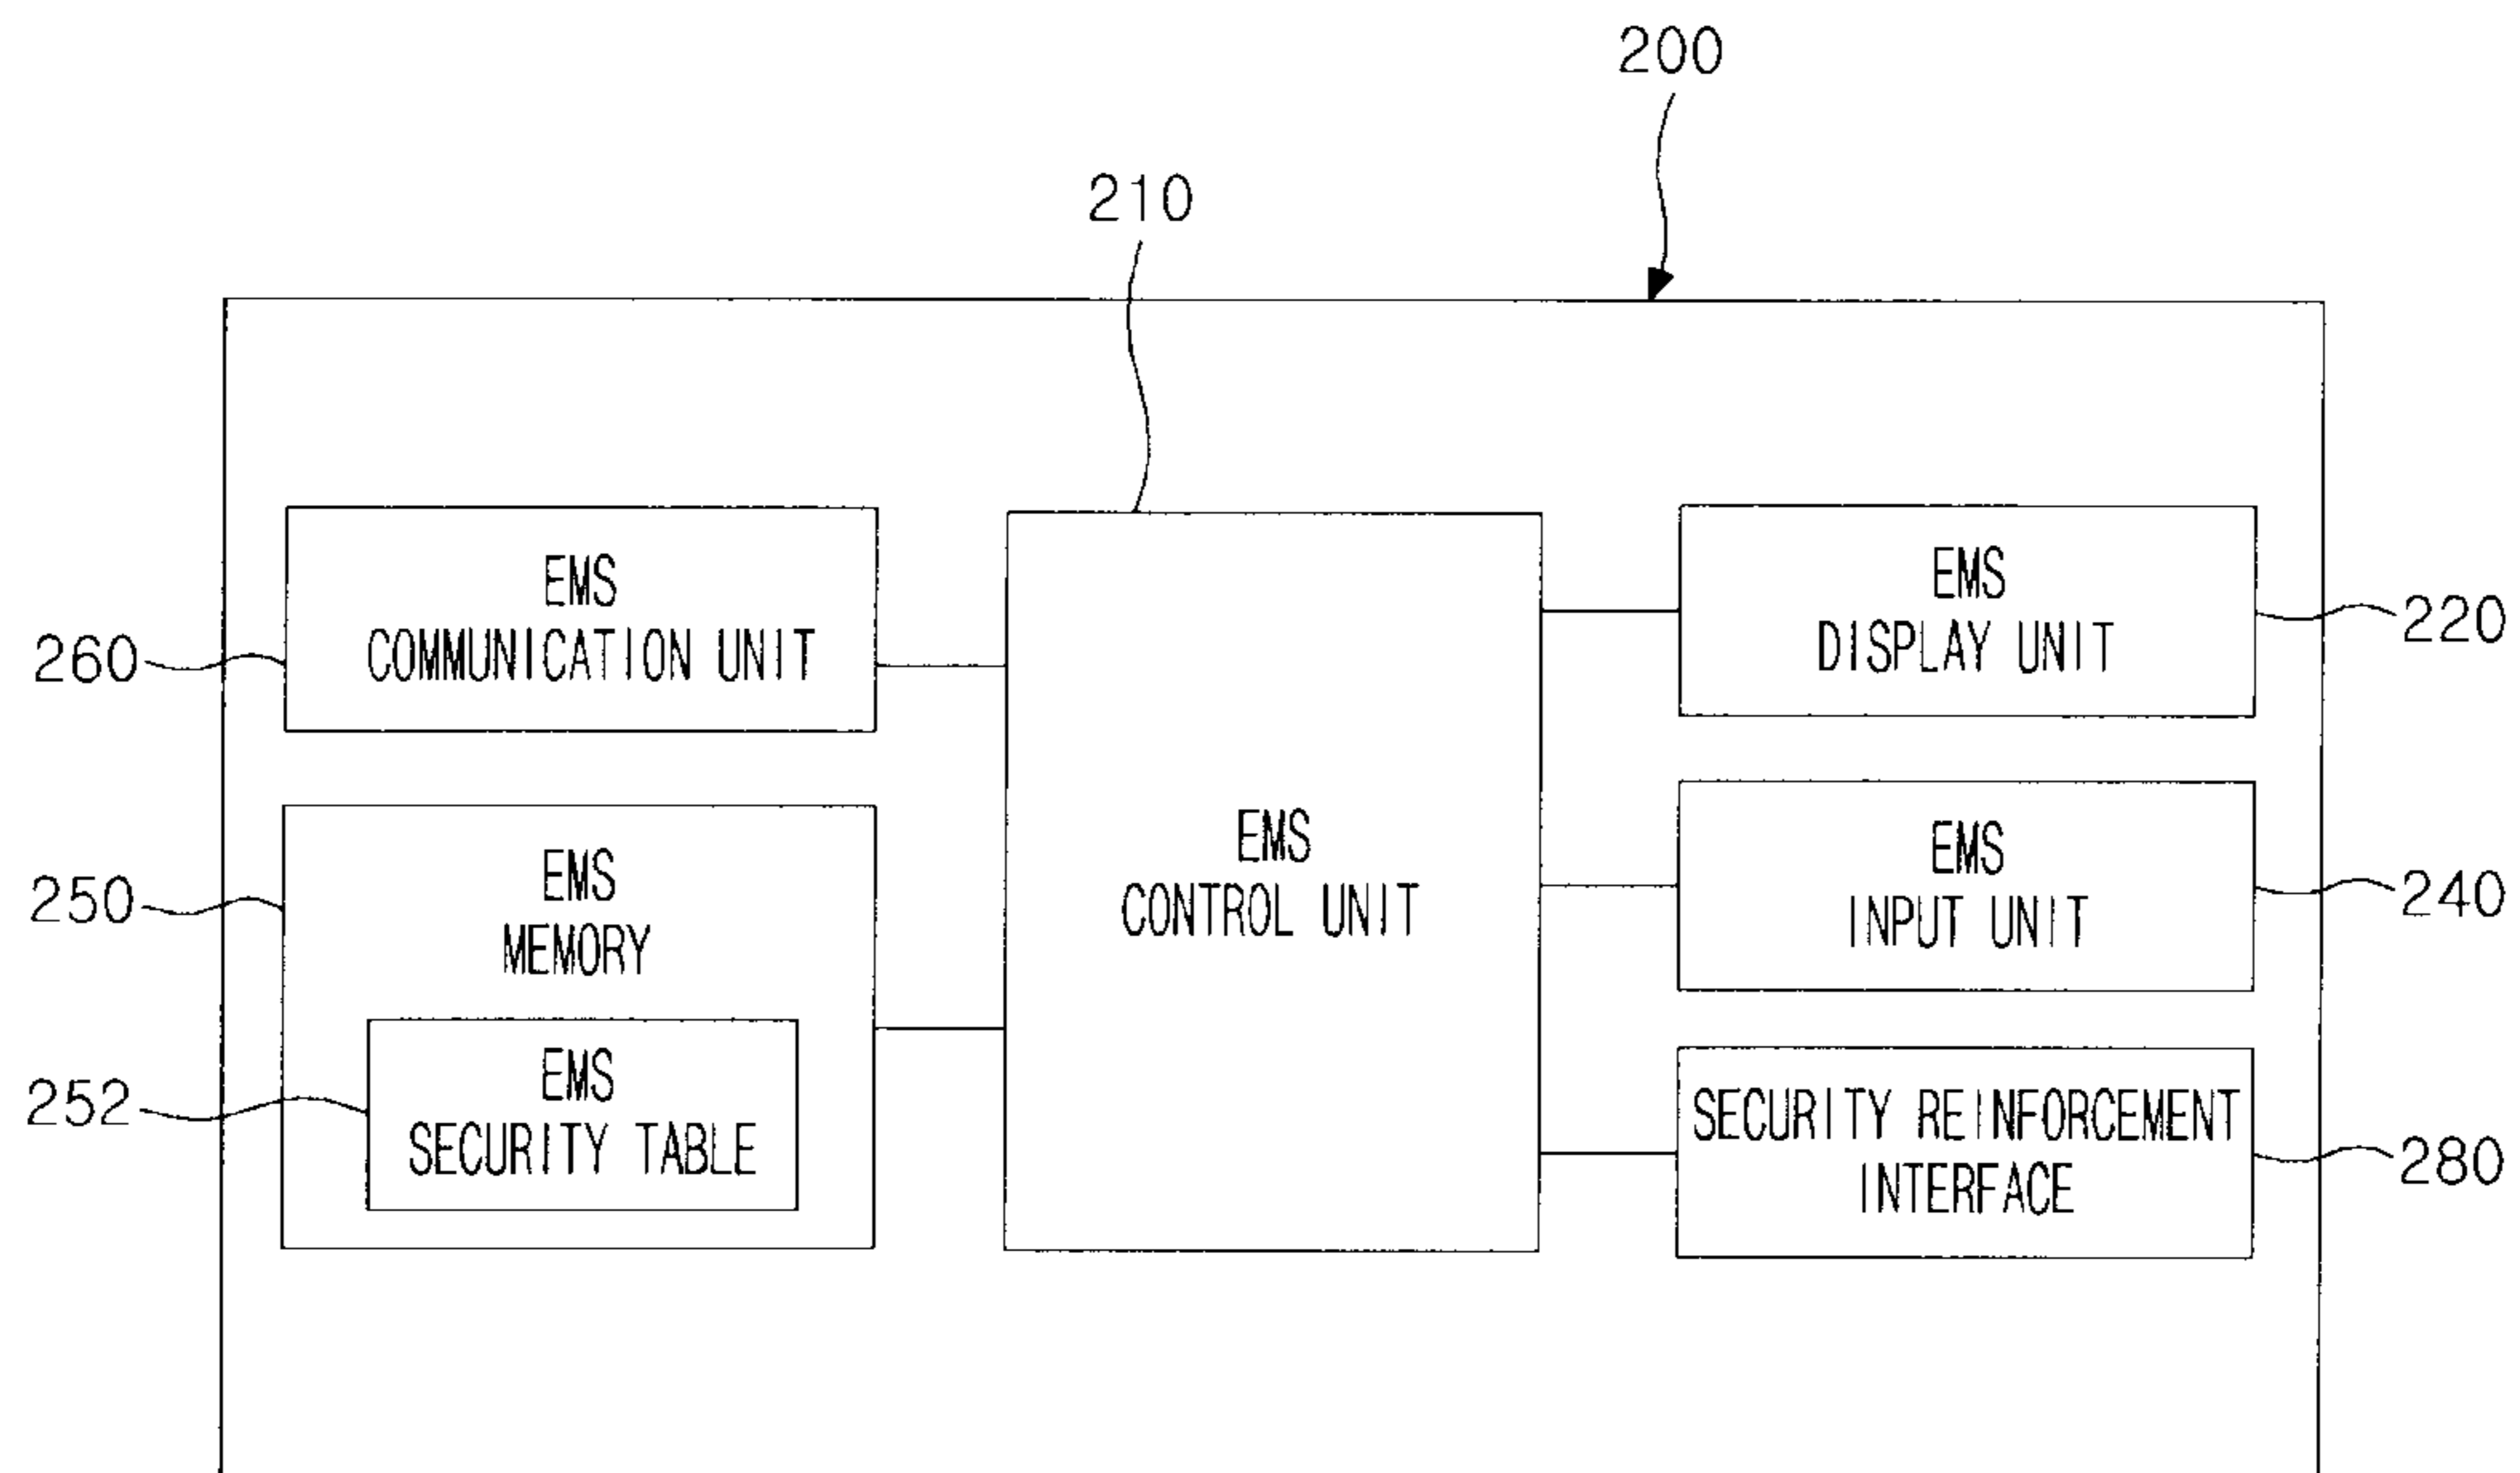 200
210
EMS
COMMUNICATION UNIT
260
EMS
DISPLAY UNIT
220
EMS
MEMORY
250
EMS
SECURITY TABLE
252
EMS
CONTROL UNIT
EMS
INPUT UNIT
240
SECURITY REINFORCEMENT
INTERFACE
280